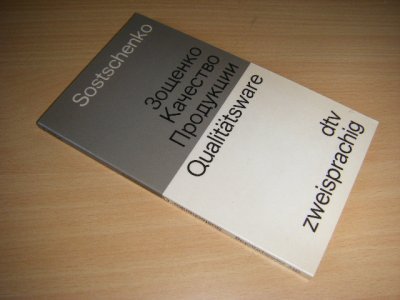 Sostschenko
Зощенко
Качество
Продукции
Qualitätsware
dtv
zweisprachig